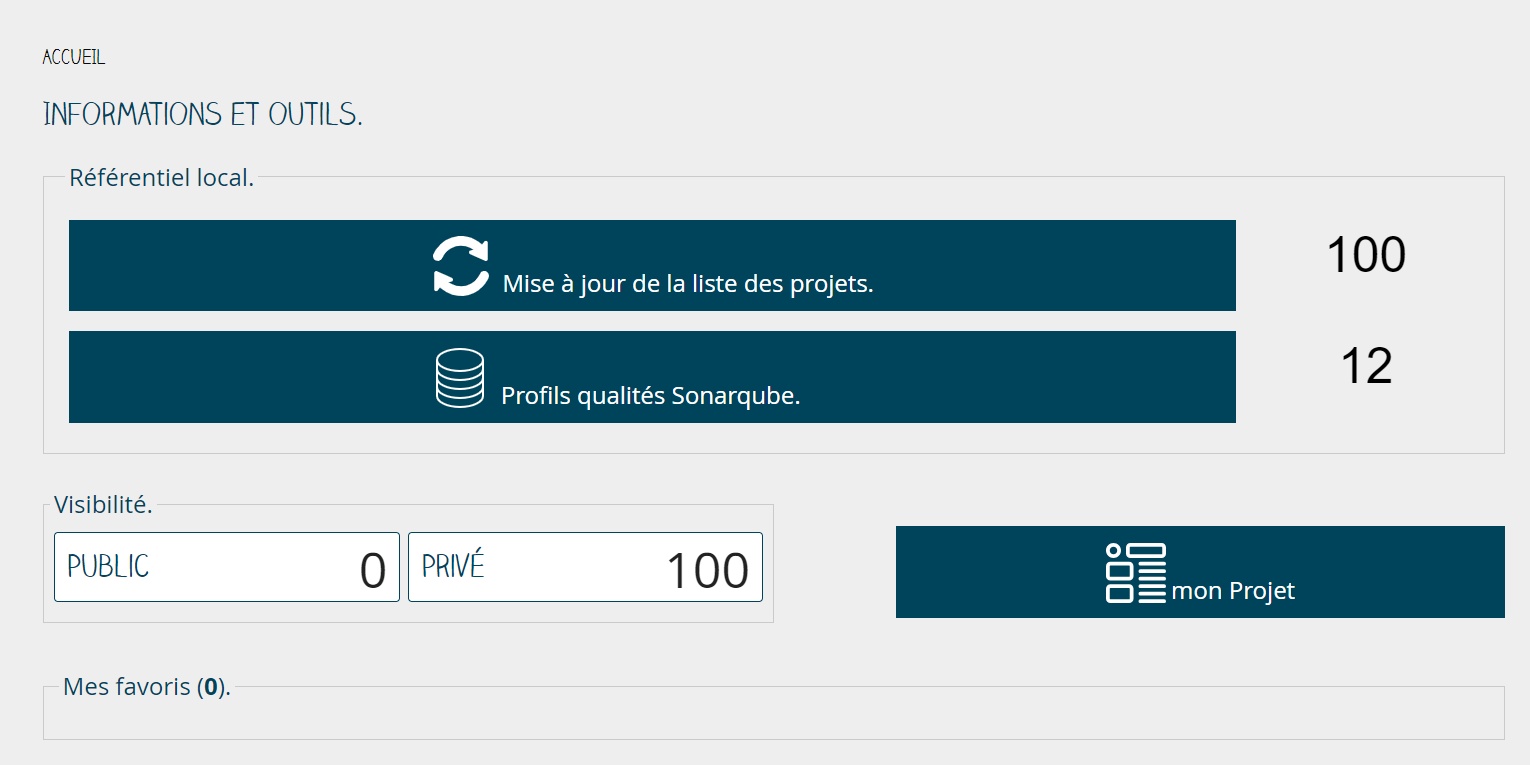 ACCUEIL
INFORMATIONS ET OUTILS.
Référentiel local.
Mise à jour de la liste des projets.
100
Profils qualités Sonarqube.
12
Visibilité.
PUBLIC 0
PRIVÉ 100
mon Projet
Mes favoris (0).